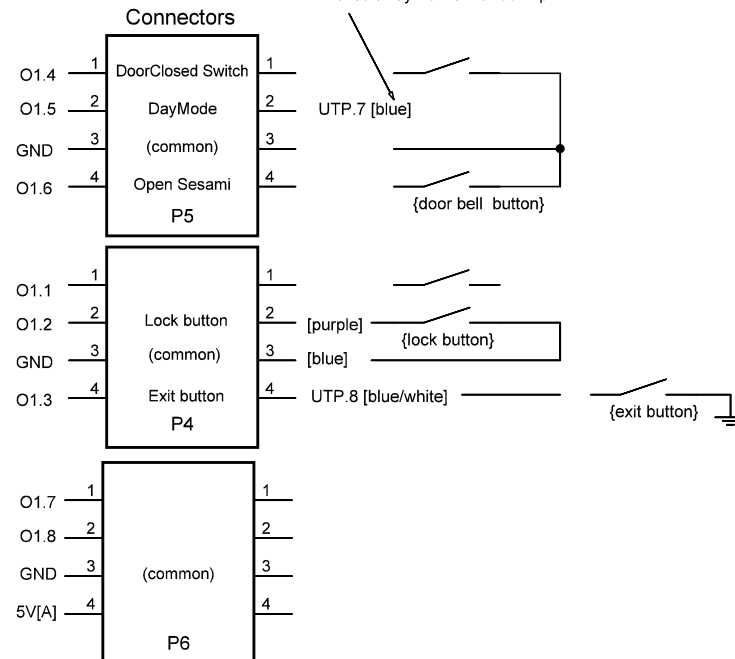 Connectors
O1.4 1 DoorClosed Switch 1
O1.5 2 DayMode 2 UTP.7 [blue]
GND 3 (common) 3
O1.6 4 Open Sesami 4
{door bell button}
P5
O1.1 1 1
O1.2 2 Lock button 2 [purple]
{lock button}
GND 3 (common) 3 [blue]
O1.3 4 Exit button 4 UTP.8 [blue/white]
{exit button}
P4
O1.7 1 1
O1.8 2 2
GND 3 (common) 3
5V[A] 4 4
P6